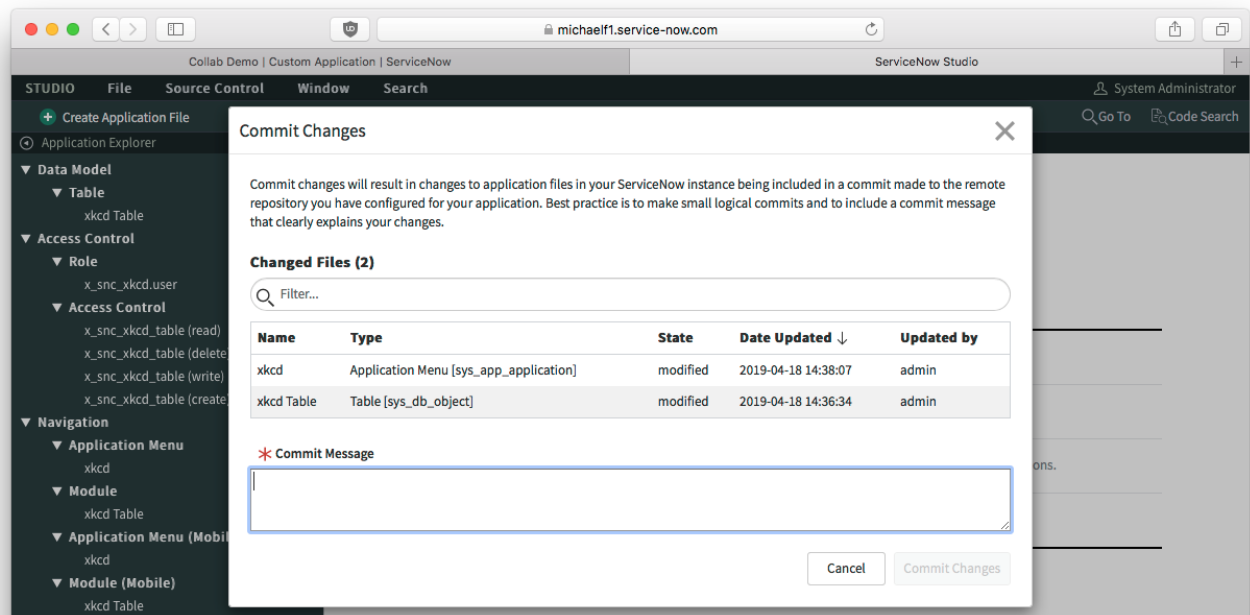 michaelf1.service-now.com
Collab Demo | Custom Application | ServiceNow
ServiceNow Studio
STUDIO File Source Control Window Search
System Administrator
Create Application File
Go To
Code Search
Application Explorer
Data Model
Table
xkcd Table
Access Control
Role
x_snc_xkcd.user
Access Control
x_snc_xkcd_table (read)
x_snc_xkcd_table (delete
x_snc_xkcd_table (write)
x_snc_xkcd_table (create
Navigation
Application Menu
xkcd
Module
xkcd Table
Application Menu (Mobil
xkcd
Module (Mobile)
xkcd Table
Commit Changes
Commit changes will result in changes to application files in your ServiceNow instance being included in a commit made to the remote
repository you have configured for your application. Best practice is to make small logical commits and to include a commit message
that clearly explains your changes.
Changed Files (2)
Filter...
Name Type State Date Updated ↓ Updated by
xkcd Application Menu [sys_app_application] modified 2019-04-18 14:38:07 admin
xkcd Table Table [sys_db_object] modified 2019-04-18 14:36:34 admin
Commit Message
Cancel
Commit Changes
ons.